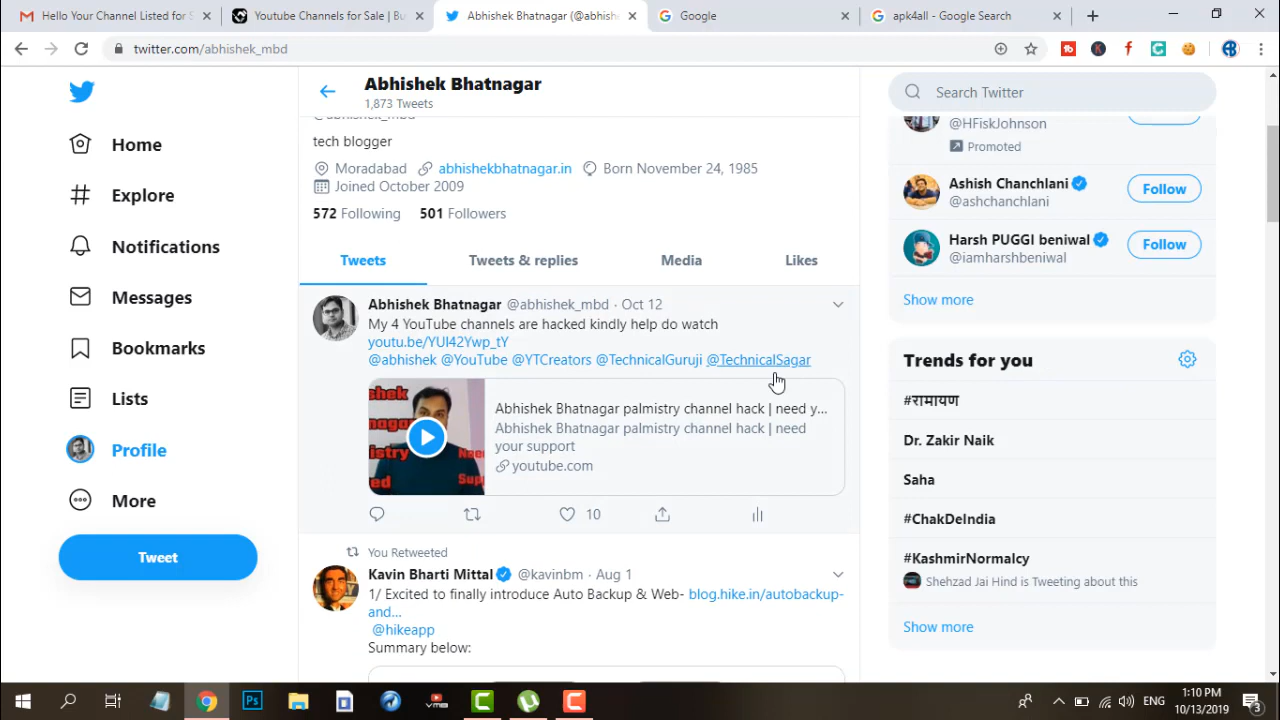 Hello Your Channel Listed for S
Youtube Channels for Sale | Bu
Abhishek Bhatnagar (@abhish
Google
apk4all - Google Search
twitter.com/abhishek_mbd
Abhishek Bhatnagar
1,873 Tweets
Search Twitter
Home
Explore
Notifications
Messages
Bookmarks
Lists
Profile
More
Tweet
@abhishek_mbd
tech blogger
Moradabad abhishekbhatnagar.in Born November 24, 1985
Joined October 2009
572 Following 501 Followers
Tweets Tweets & replies Media Likes
Abhishek Bhatnagar @abhishek_mbd · Oct 12
My 4 YouTube channels are hacked kindly help do watch
youtu.be/YUI42Ywp_tY
@abhishek @YouTube @YTCreators @TechnicalGuruji @TechnicalSagar
Abhishek Bhatnagar palmistry channel hack | need y...
Abhishek Bhatnagar palmistry channel hack | need
your support
youtube.com
10
You Retweeted
Kavin Bharti Mittal @kavinbm · Aug 1
1/ Excited to finally introduce Auto Backup & Web- blog.hike.in/autobackup-
and...
@hikeapp
Summary below:
@HFiskJohnson
Promoted
Ashish Chanchlani
@ashchanchlani
Follow
Harsh PUGGI beniwal
@iamharshbeniwal
Follow
Show more
Trends for you
#रामायण
Dr. Zakir Naik
Saha
#ChakDeIndia
#KashmirNormalcy
Shehzad Jai Hind is Tweeting about this
Show more
ENG
1:10 PM
10/13/2019
3